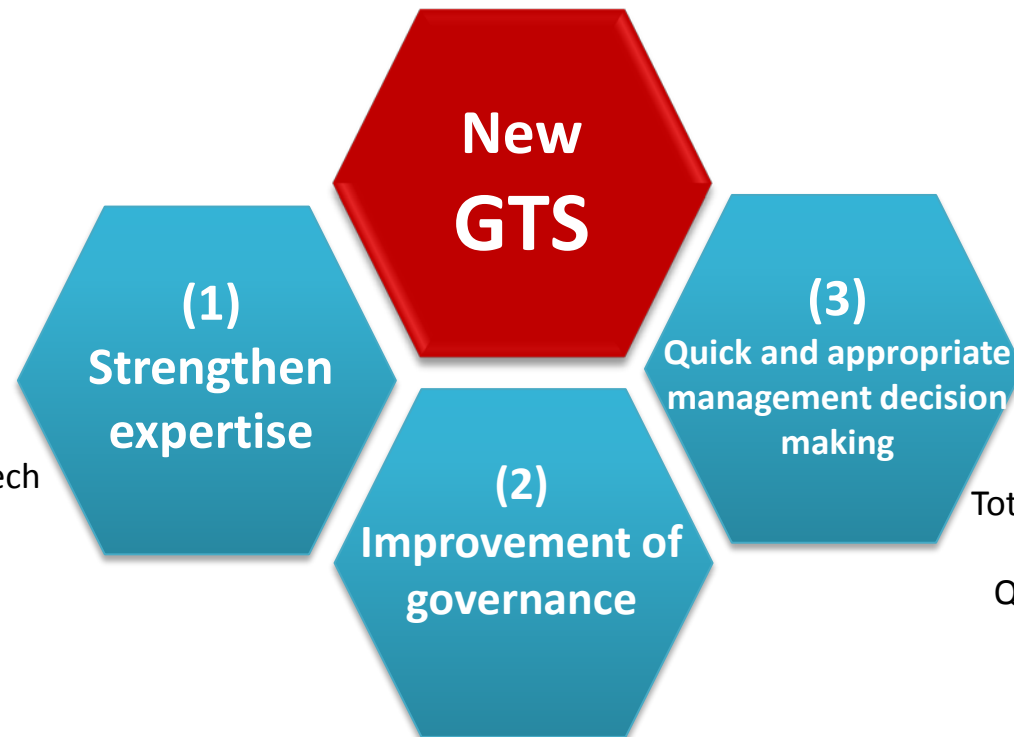 New
GTS
(1)
Strengthen
expertise
(2)
Improvement of
governance
(3)
Quick and appropriate
management decision
making